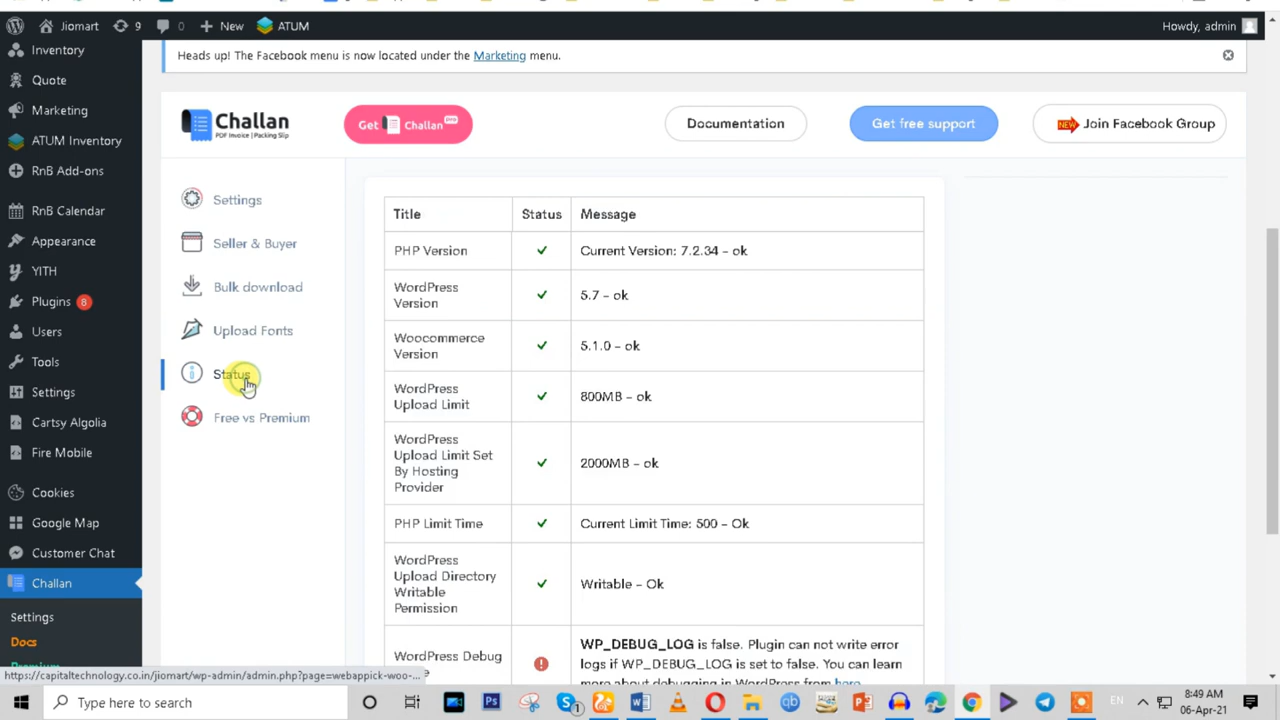 Jiomart 9 0 New ATUM Howdy, admin
Inventory
Quote
Marketing
ATUM Inventory
RnB Add-ons
RnB Calendar
Appearance
YITH
Plugins 8
Users
Tools
Settings
Cartsy Algolia
Fire Mobile
Cookies
Google Map
Customer Chat
Challan
Settings
Docs
Heads up! The Facebook menu is now located under the Marketing menu.
Challan
PDF Invoice | Packing Slip
Get Challan
Documentation
Get free support
NEW Join Facebook Group
Settings
Seller & Buyer
Bulk download
Upload Fonts
Status
Free vs Premium
Title Status Message
PHP Version Current Version: 7.2.34 - ok
WordPress
Version
5.7 - ok
Woocommerce
Version
5.1.0 - ok
WordPress
Upload Limit
800MB - ok
WordPress
Upload Limit Set
By Hosting
Provider
2000MB - ok
PHP Limit Time Current Limit Time: 500 - Ok
WordPress
Upload Directory
Writable
Permission
Writable - Ok
WordPress Debug
WP_DEBUG_LOG is false. Plugin can not write error
logs if WP_DEBUG_LOG is set to false. You can learn
more about debugging in WordPress from here
https://capitaltechnology.co.in/jiomart/wp-admin/admin.php?page=webappick-woo-...
Type here to search
EN
8:49 AM
06-Apr-21